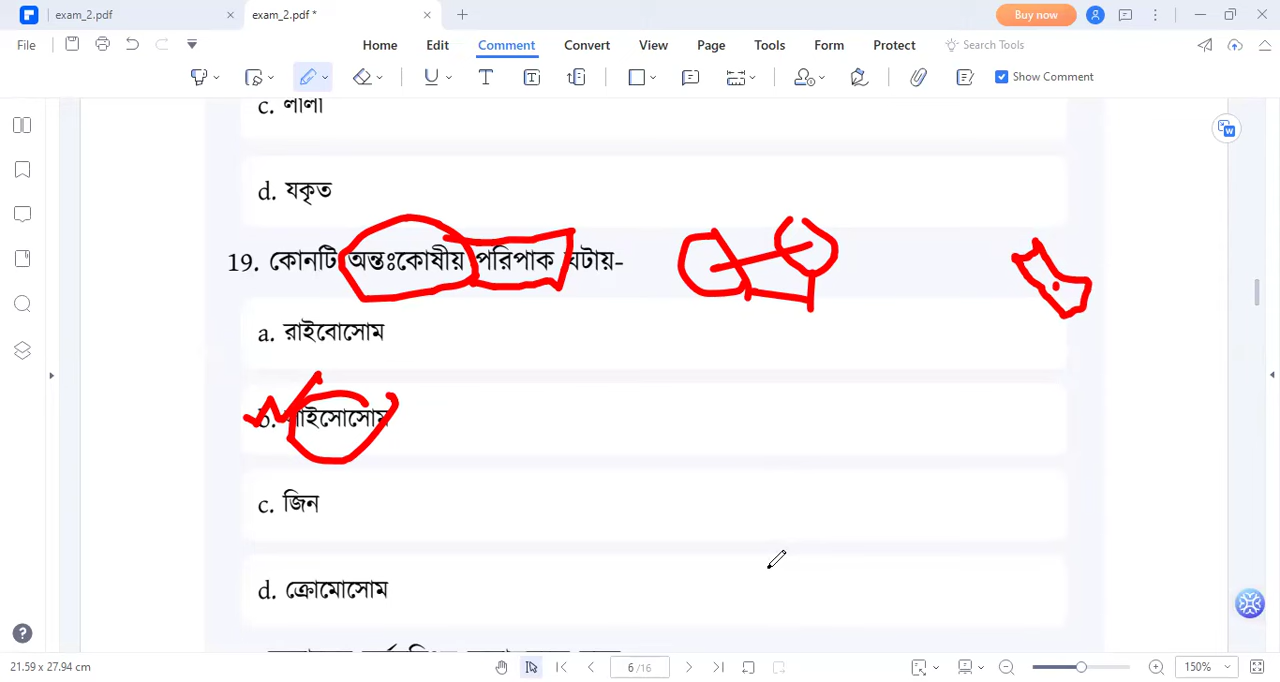 exam_2.pdf
exam_2.pdf *
Buy now
File
Home Edit Comment Convert View Page Tools Form Protect Search Tools
Show Comment
c. লালা
d. যকৃত
19. কোনটি অন্তঃকোষীয় পরিপাক ঘটায়-
a. রাইবোসোম
b. লাইসোসোম
c. জিন
d. ক্রোমোসোম
21.59 x 27.94 cm
6 /16
150%